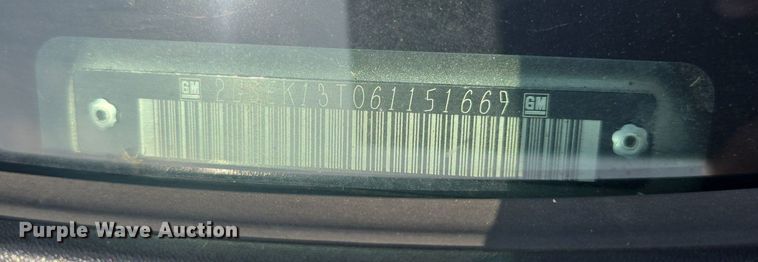 GM 2GCEK13T061151669 GM
Purple Wave Auction